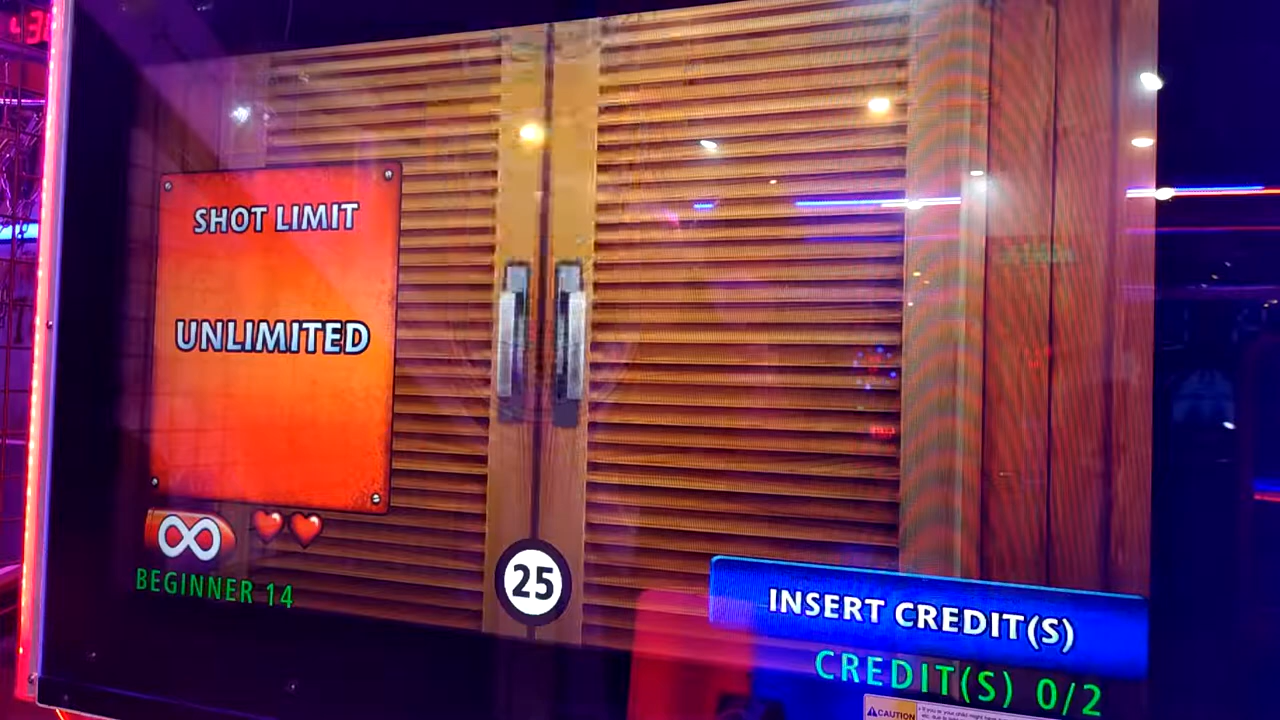 SHOT LIMIT
UNLIMITED
BEGINNER 14
25
INSERT CREDIT(S)
CREDIT(S) 0/2
CAUTION